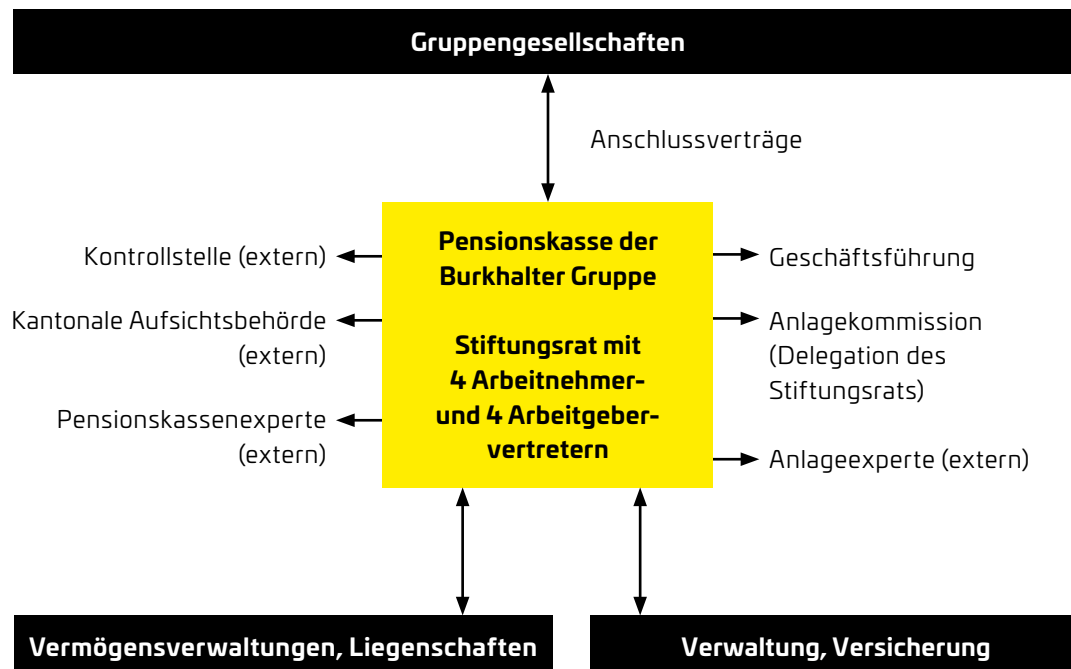 Gruppengesellschaften
Anschlussverträge
Kontrollstelle (extern)
Kantonale Aufsichtsbehörde
(extern)
Pensionskassenexperte
(extern)
Pensionskasse der
Burkhalter Gruppe
Stiftungsrat mit
4 Arbeitnehmer-
und 4 Arbeitgeber-
vertretern
Geschäftsführung
Anlagekommission
(Delegation des
Stiftungsrats)
Anlageexperte (extern)
Vermögensverwaltungen, Liegenschaften
Verwaltung, Versicherung